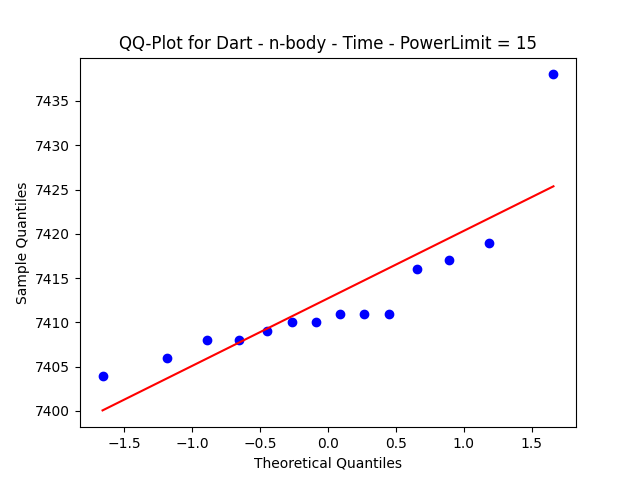 QQ-Plot for Dart - n-body - Time - PowerLimit = 15
7435
7430
7425
7420
7415
7410
7405
7400
Sample Quantiles
−1.5 −1.0 −0.5 0.0 0.5 1.0 1.5
Theoretical Quantiles